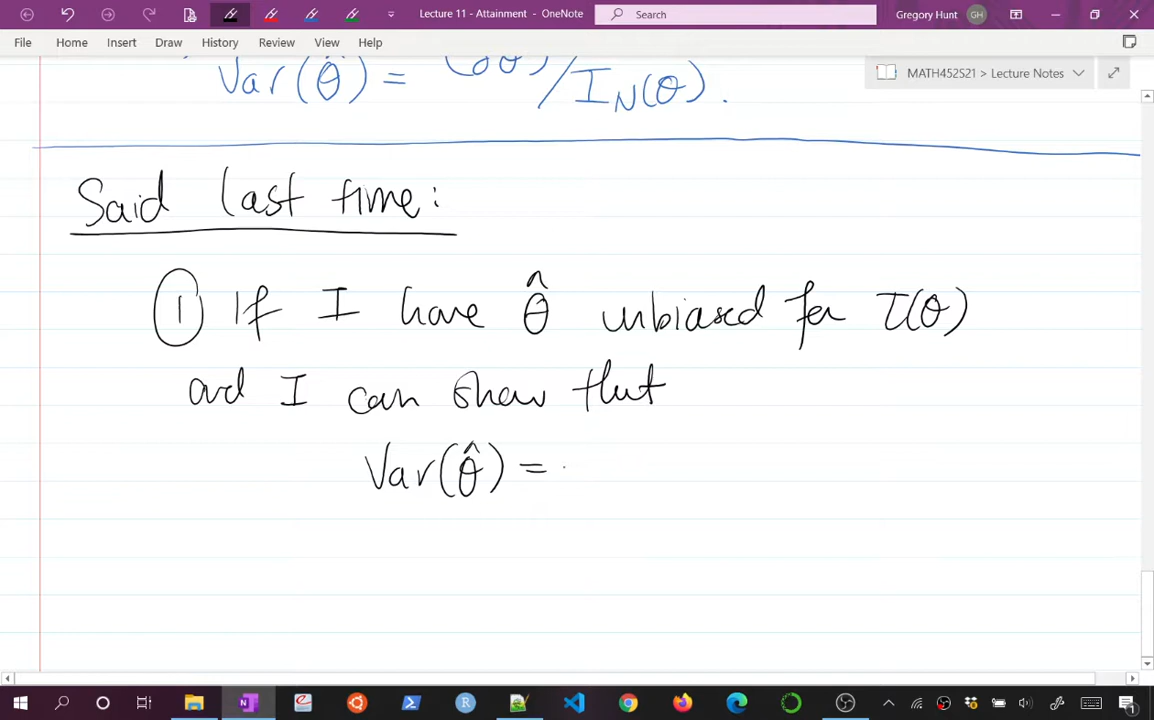 Lecture 11 - Attainment - OneNote
Search
Gregory Hunt GH
File Home Insert Draw History Review View Help
MATH452S21 > Lecture Notes
Var(θ̂) = / I_N(θ).
Said last time:
① If I have θ̂ unbiased for τ(θ)
and I can show that
Var(θ̂) =